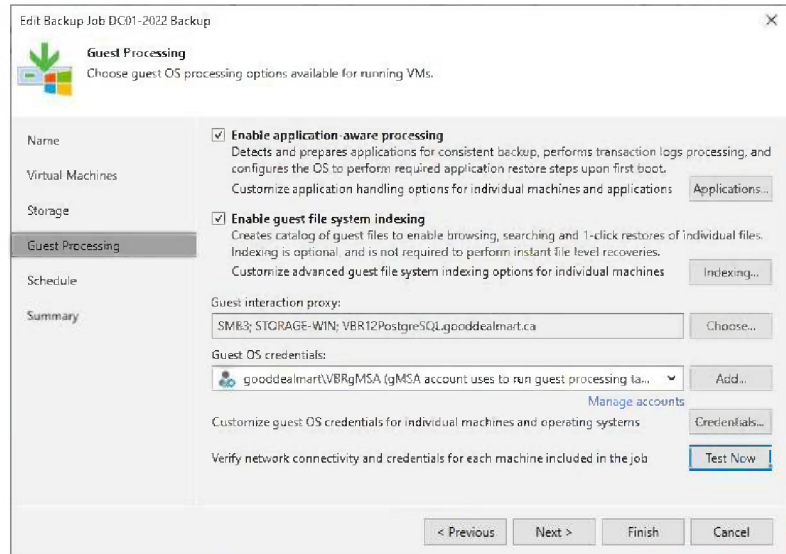 Edit Backup Job DC01-2022 Backup
Guest Processing
Choose guest OS processing options available for running VMs.
Name
Virtual Machines
Storage
Guest Processing
Schedule
Summary
Enable application-aware processing
Detects and prepares applications for consistent backup, performs transaction logs processing, and
configures the OS to perform required application restore steps upon first boot.
Customize application handling options for individual machines and applications
Applications...
Enable guest file system indexing
Creates catalog of guest files to enable browsing, searching and 1-click restores of individual files.
Indexing is optional, and is not required to perform instant file level recoveries.
Customize advanced guest file system indexing options for individual machines
Indexing...
Guest interaction proxy:
SMB3; STORAGE-WIN; VBR12PostgreSQL.gooddealmart.ca
Choose...
Guest OS credentials:
gooddealmart\VBRgMSA (gMSA account uses to run guest processing ta...
Add...
Manage accounts
Customize guest OS credentials for individual machines and operating systems
Credentials...
Verify network connectivity and credentials for each machine included in the job
Test Now
< Previous
Next >
Finish
Cancel